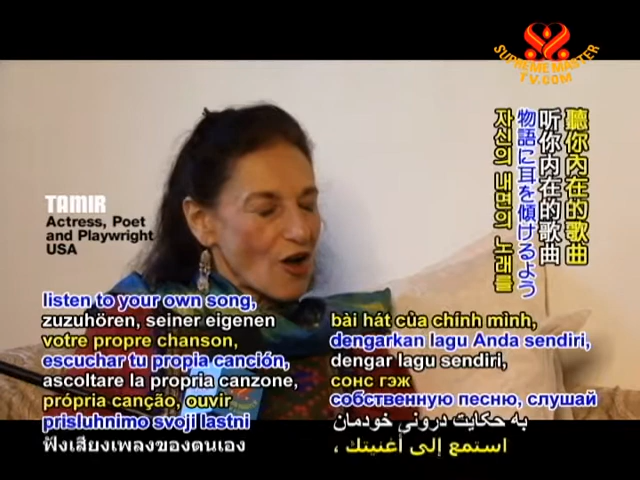 SUPREME MASTER
TV.COM
聽你內在的歌曲
听你内在的歌曲
物語に耳を傾けるよう
자신의 내면의 노래를
TAMIR
Actress, Poet
and Playwright
USA
listen to your own song,
zuzuhören, seiner eigenen
votre propre chanson,
escuchar tu propia canción,
ascoltare la propria canzone,
própria canção, ouvir
prisluhnimo svoji lastni
ฟังเสียงเพลงของตนเอง
bài hát của chính mình,
dengarkan lagu Anda sendiri,
dengar lagu sendiri,
сонс гэж
собственную песню, слушай
به حکایت درونی خودمان
استمع إلى أغنيتك ،